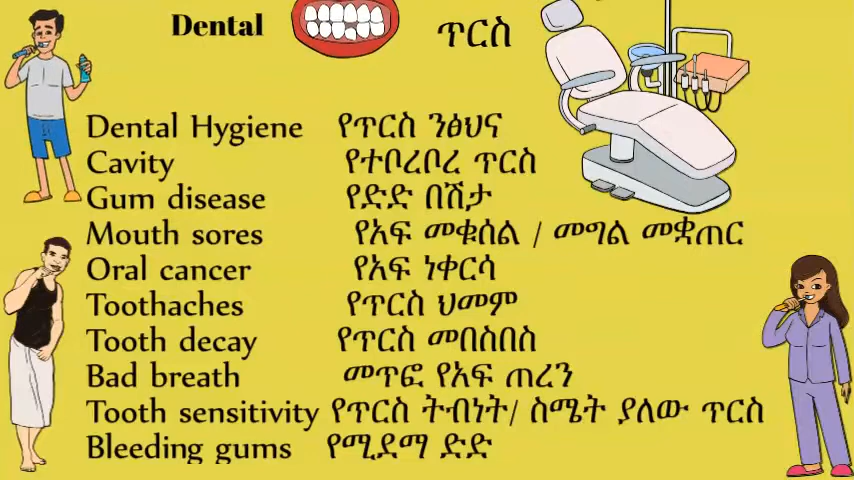 Dental ጥርስ
Dental Hygiene የጥርስ ንፅህና
Cavity የተቦረቦረ ጥርስ
Gum disease የድድ በሽታ
Mouth sores የአፍ መቁሰል / መግል መቋጠር
Oral cancer የአፍ ነቀርሳ
Toothaches የጥርስ ህመም
Tooth decay የጥርስ መበስበስ
Bad breath መጥፎ የአፍ ጠረን
Tooth sensitivity የጥርስ ትብነት/ ስሜት ያለው ጥርስ
Bleeding gums የሚደማ ድድ